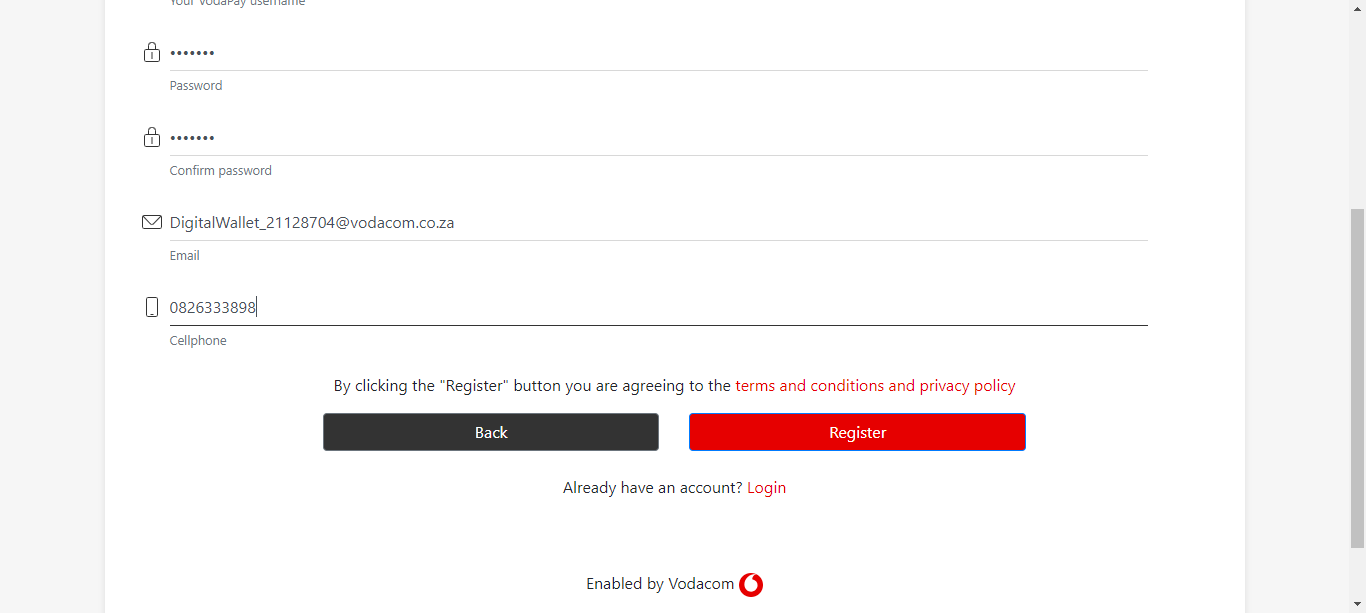 Your VodaPay username
•••••••
Password
•••••••
Confirm password
DigitalWallet_21128704@vodacom.co.za
Email
0826333898
Cellphone
By clicking the "Register" button you are agreeing to the terms and conditions and privacy policy
Back Register
Already have an account? Login
Enabled by Vodacom